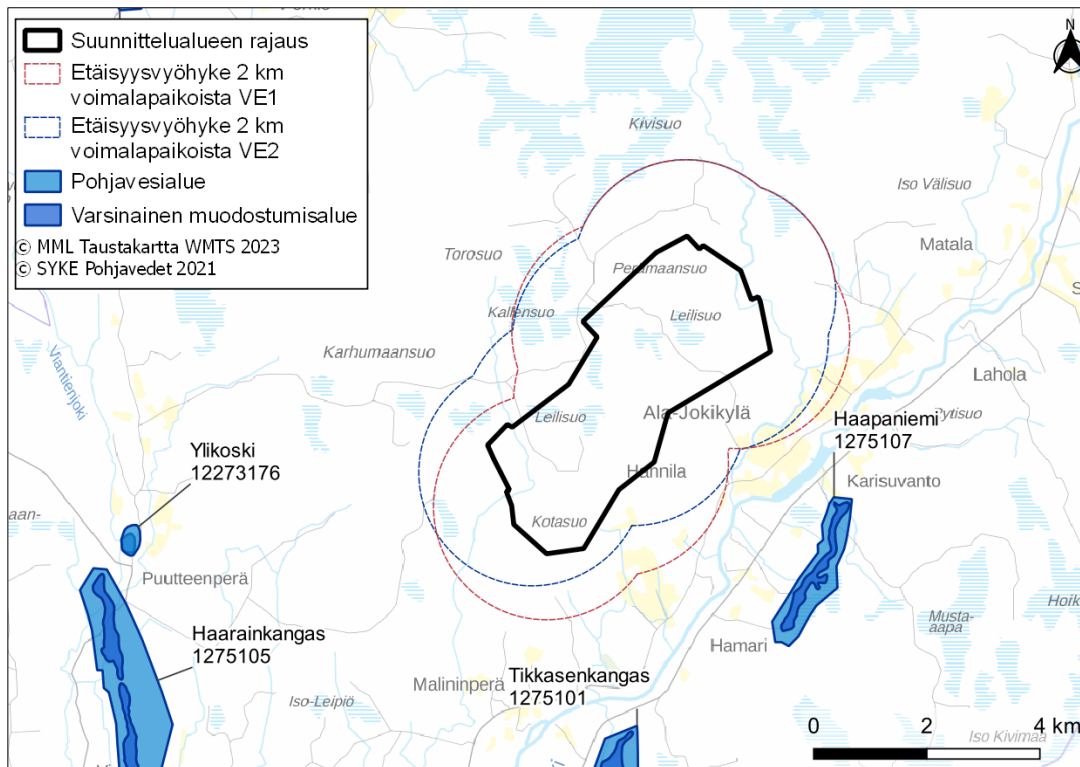 Suunnittelualueen rajaus
Etäisyysvyöhyke 2 km
voimalapaikoista VE1
Etäisyysvyöhyke 2 km
voimalapaikoista VE2
Pohjavesialue
Varsinainen muodostumisalue
© MML Taustakartta WMTS 2023
© SYKE Pohjavedet 2021
N
Kivisuo
Iso Välisuo
Matala
Torosuo
Perämaansuo
Kallensuo
Leilisuo
Karhumaansuo
Viantienjoki
Lahola
Ala-Jokikylä
Leilisuo
Haapaniemi
1275107
Ylikoski
12273176
Hannila
Karisuvanto
Kotasuo
Puutteenperä
Musta-
aapa
Haarainkangas
1275105
Hamari
Malininperä
Tikkasenkangas
1275101
Iso-Leipiö
Iso Kivimaa
0 2 4 km